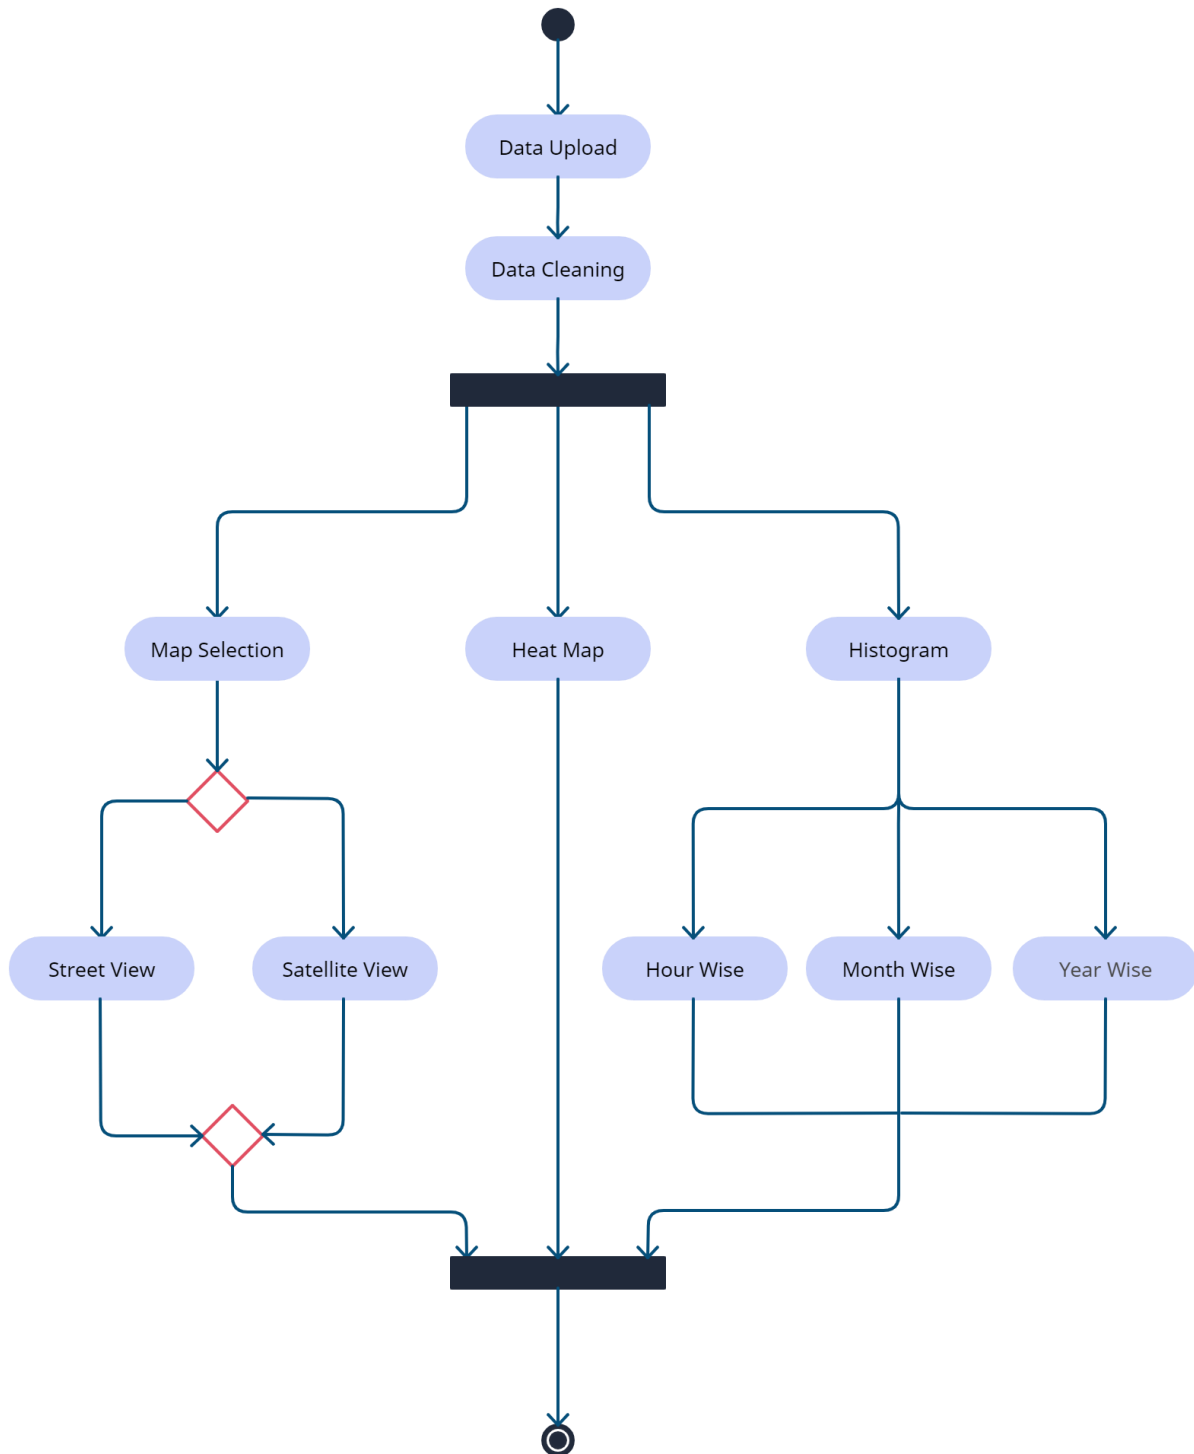 Data Upload
Data Cleaning
Map Selection
Heat Map
Histogram
Street View
Satellite View
Hour Wise
Month Wise
Year Wise